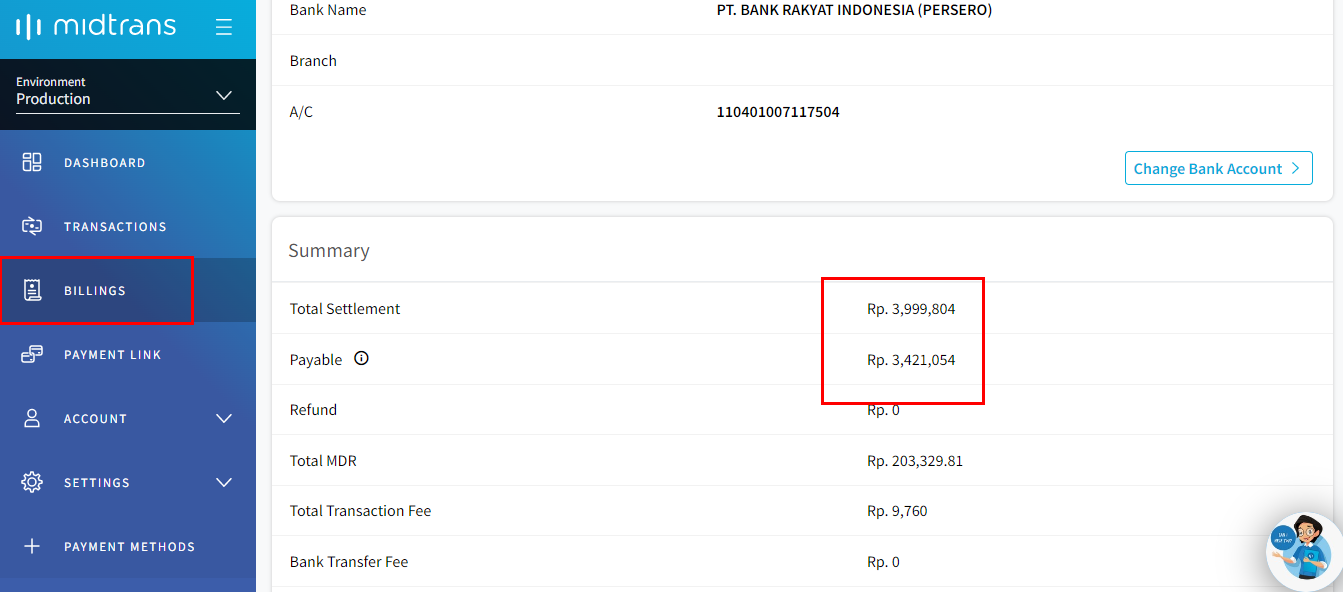 midtrans
Environment
Production
DASHBOARD
TRANSACTIONS
BILLINGS
PAYMENT LINK
ACCOUNT
SETTINGS
PAYMENT METHODS
Bank Name PT. BANK RAKYAT INDONESIA (PERSERO)
Branch
A/C 110401007117504
Change Bank Account
Summary
Total Settlement Rp. 3,999,804
Payable Rp. 3,421,054
Refund Rp. 0
Total MDR Rp. 203,329.81
Total Transaction Fee Rp. 9,760
Bank Transfer Fee Rp. 0